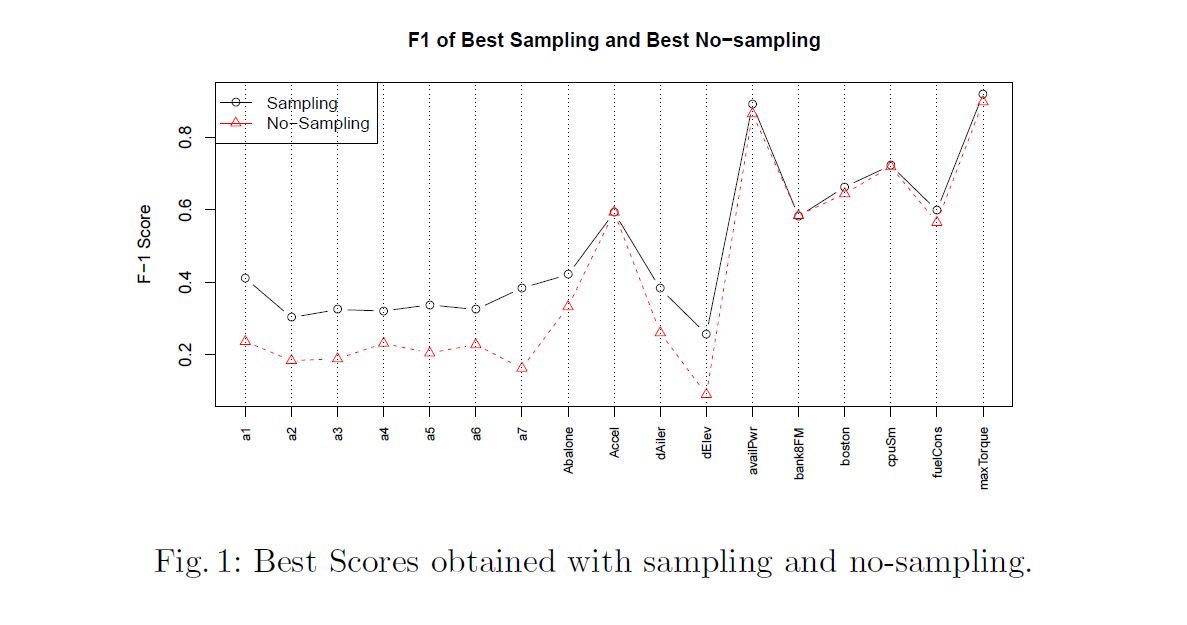 F1 of Best Sampling and Best No−sampling
Sampling
No−Sampling
F−1 Score
0.8
0.6
0.4
0.2
a1
a2
a3
a4
a5
a6
a7
Abalone
Accel
dAiler
dElev
availPwr
bank8FM
boston
cpuSm
fuelCons
maxTorque
Fig. 1: Best Scores obtained with sampling and no-sampling.